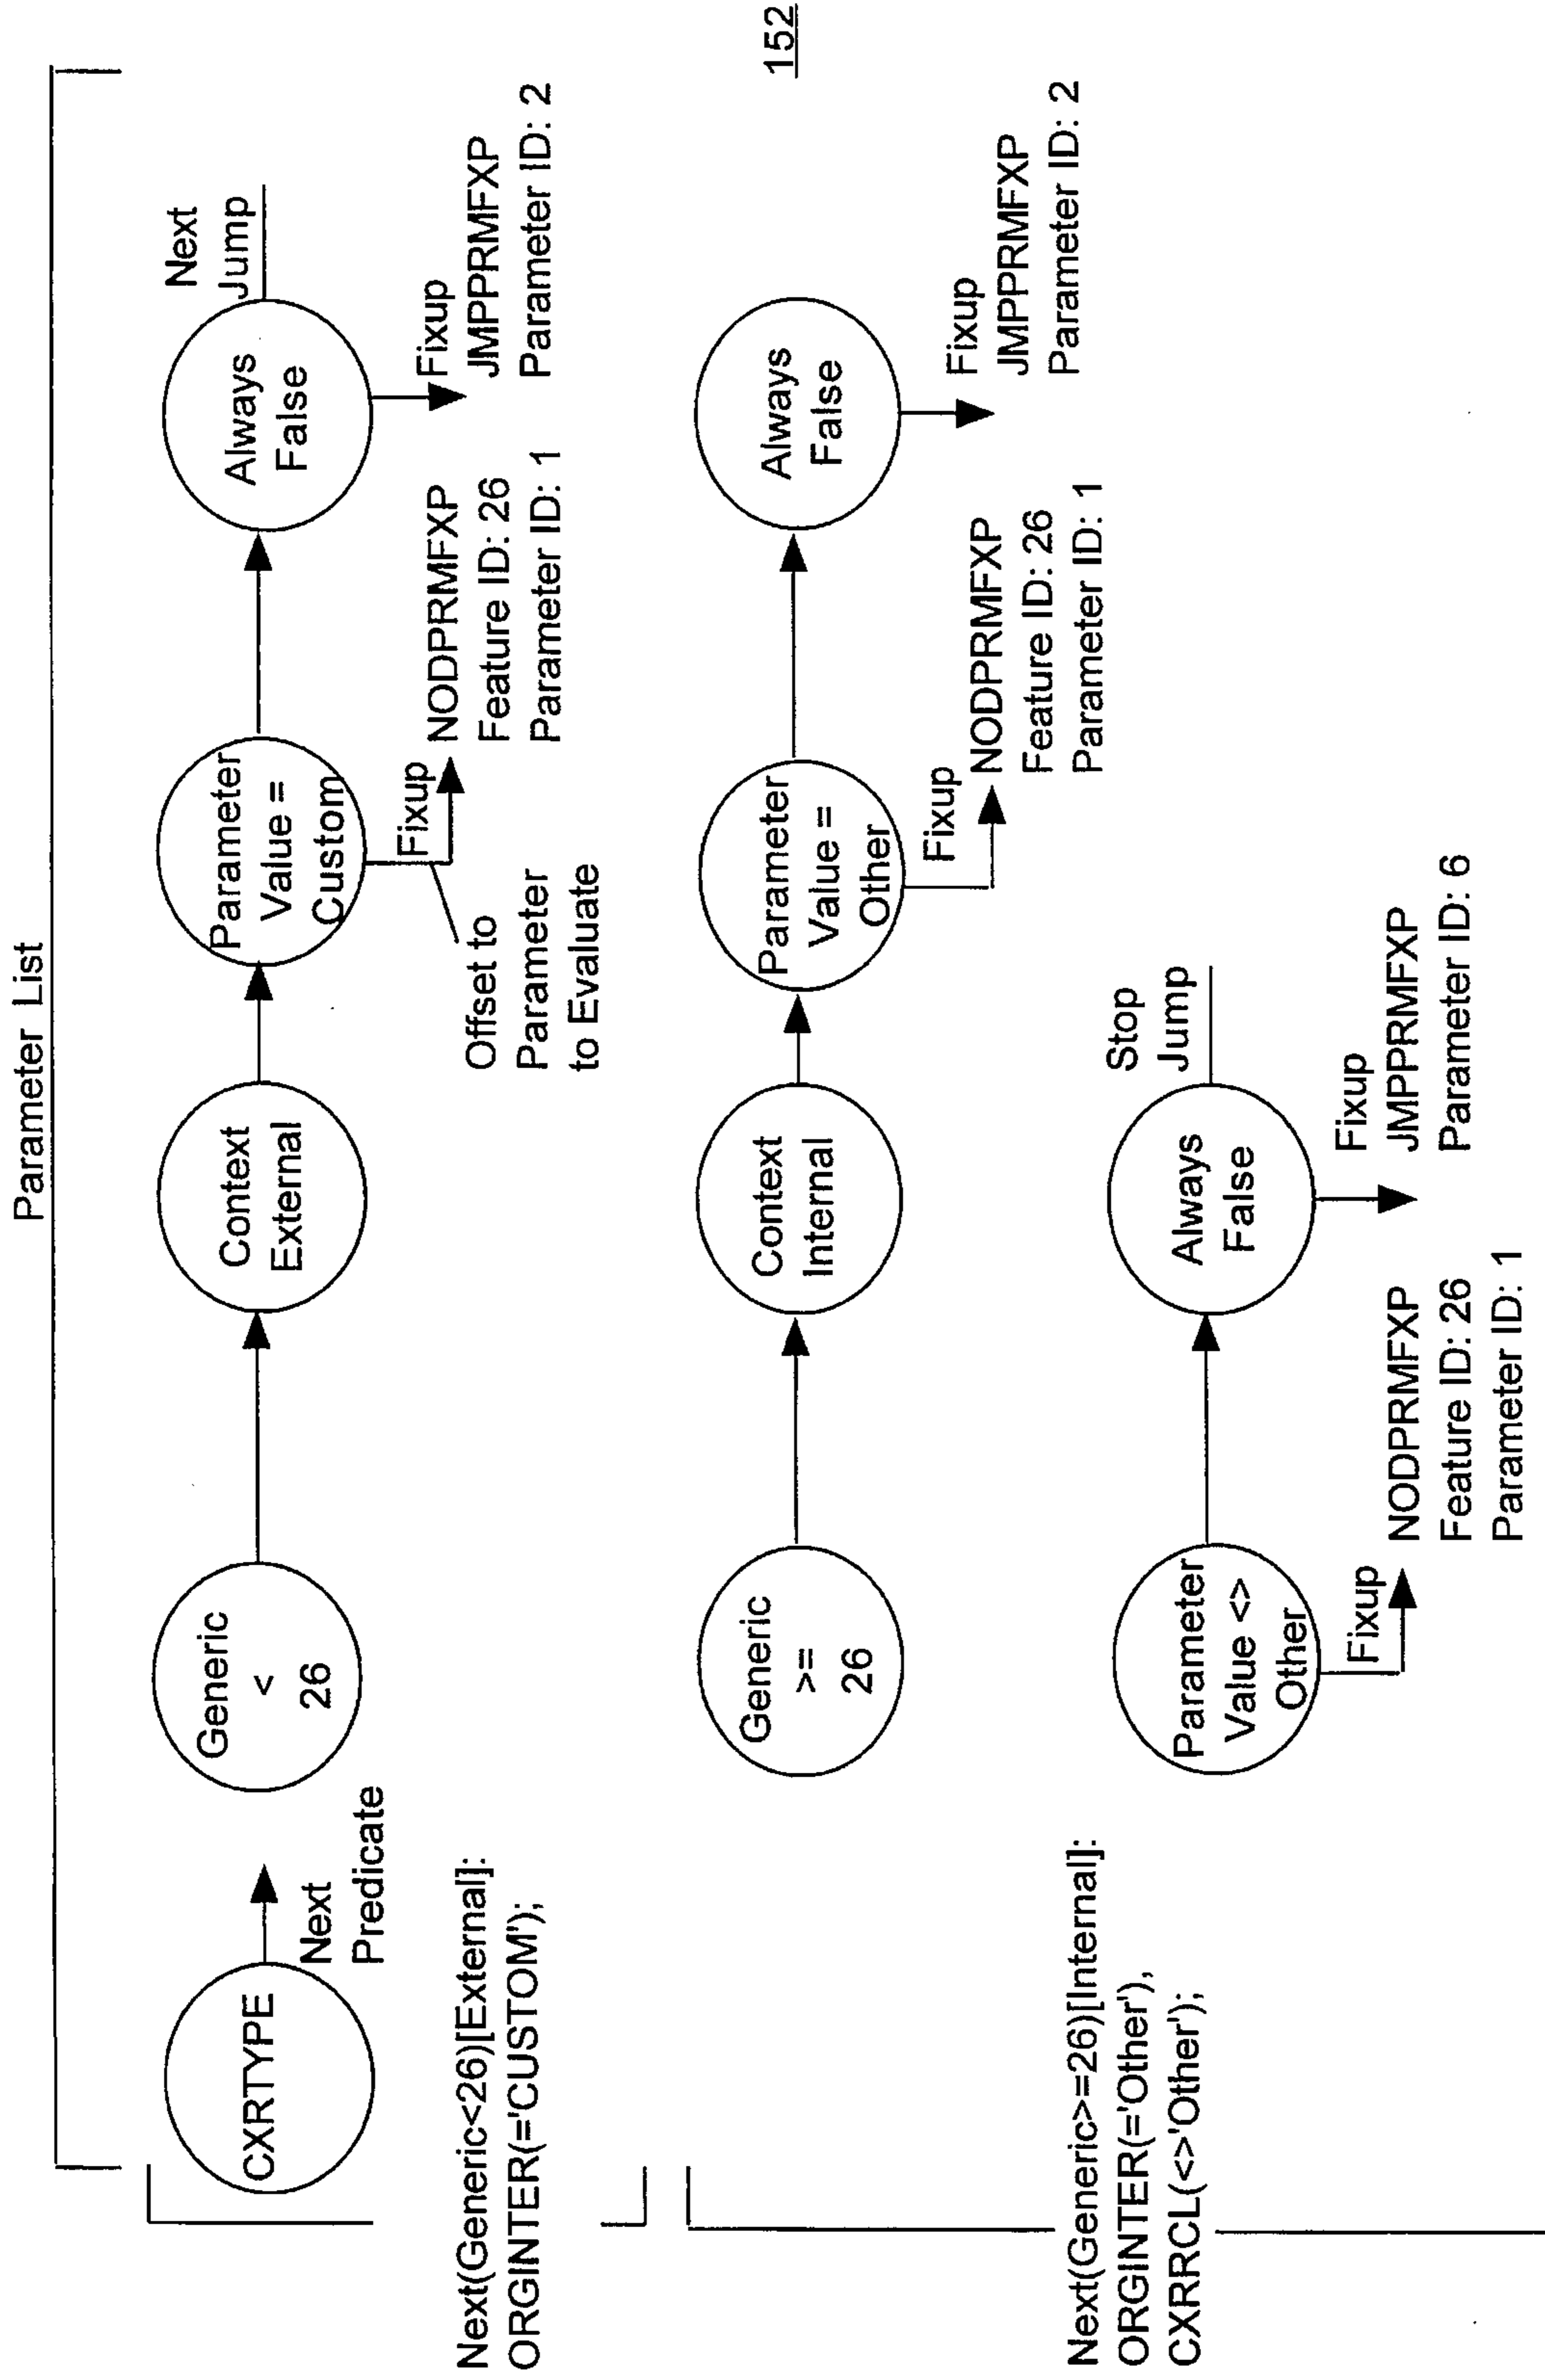 Parameter List
CXRTYPE
Next
Predicate
Generic
<
26
Context
External
Parameter
Value =
Custom
Always
False
Next
Jump
Fixup
Offset to
Parameter
to Evaluate
NODPRMFXP
Feature ID: 26
Parameter ID: 1
Fixup
JMPPRMFXP
Parameter ID: 2
Next(Generic<26)[External]:
ORGINTER(='CUSTOM');
152
Generic
>=
26
Context
Internal
Parameter
Value =
Other
Always
False
Fixup
NODPRMFXP
Feature ID: 26
Parameter ID: 1
Fixup
JMPPRMFXP
Parameter ID: 2
Next(Generic>=26)[Internal]:
ORGINTER(='Other'),
CXRRCL(<>'Other');
Parameter
Value <>
Other
Always
False
Stop
Jump
Fixup
NODPRMFXP
Feature ID: 26
Parameter ID: 1
Fixup
JMPPRMFXP
Parameter ID: 6